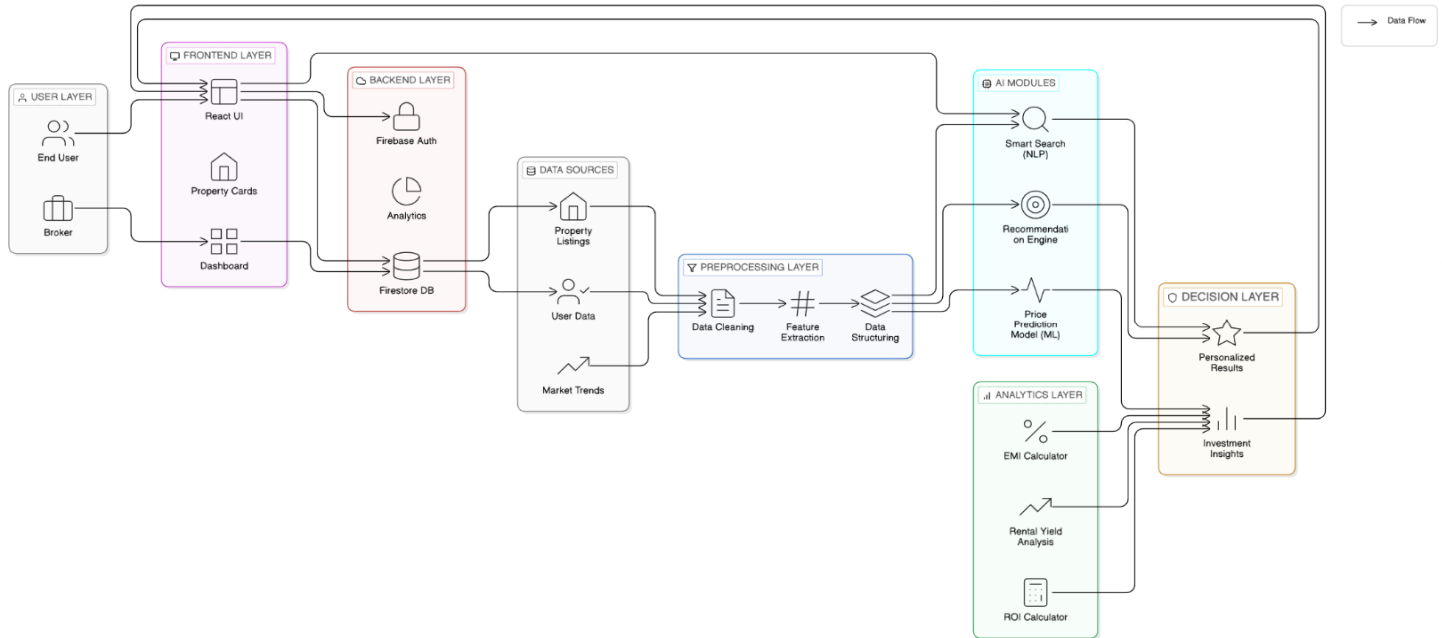 Data Flow
USER LAYER
End User
Broker
FRONTEND LAYER
React UI
Property Cards
Dashboard
BACKEND LAYER
Firebase Auth
Analytics
Firestore DB
DATA SOURCES
Property
Listings
User Data
Market Trends
PREPROCESSING LAYER
Data Cleaning
Feature
Extraction
Data
Structuring
AI MODULES
Smart Search
(NLP)
Recommendati
on Engine
Price
Prediction
Model (ML)
ANALYTICS LAYER
EMI Calculator
Rental Yield
Analysis
ROI Calculator
DECISION LAYER
Personalized
Results
Investment
Insights